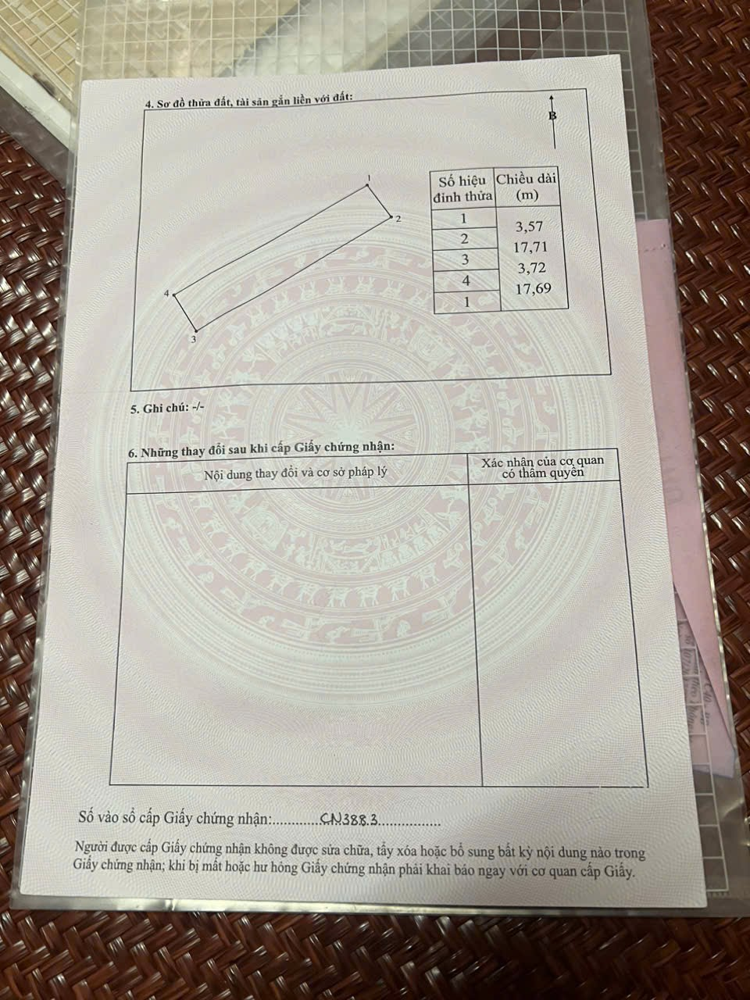 4. Sơ đồ thửa đất, tài sản gắn liền với đất:
B
1
2
4
3
Số hiệu đỉnh thửa
Chiều dài (m)
1
3,57
2
17,71
3
3,72
4
17,69
1
5. Ghi chú: -/-
6. Những thay đổi sau khi cấp Giấy chứng nhận:
Nội dung thay đổi và cơ sở pháp lý
Xác nhận của cơ quan
có thẩm quyền
Số vào sổ cấp Giấy chứng nhận:............CN388.3................
Người được cấp Giấy chứng nhận không được sửa chữa, tẩy xóa hoặc bổ sung bất kỳ nội dung nào trong
Giấy chứng nhận; khi bị mất hoặc hư hỏng Giấy chứng nhận phải khai báo ngay với cơ quan cấp Giấy.